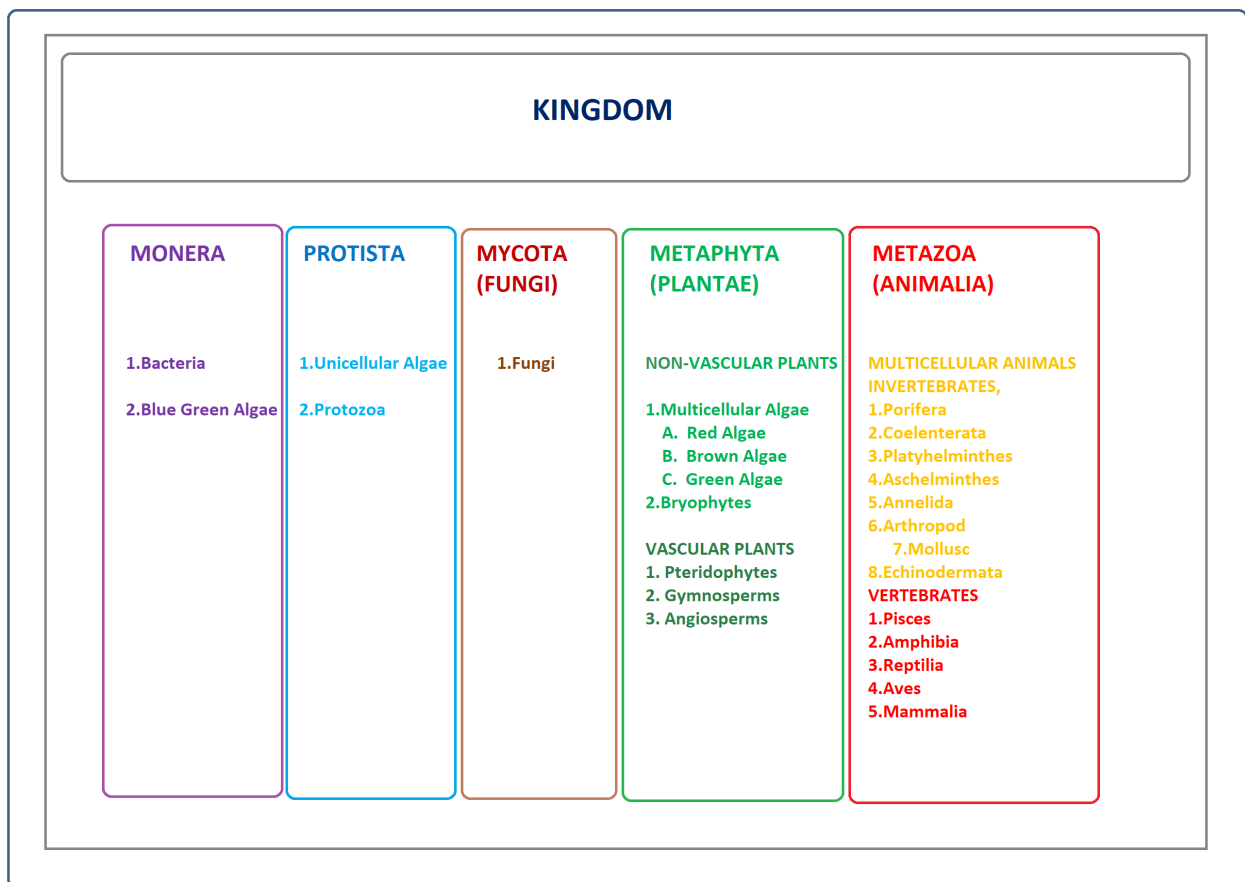 KINGDOM
MONERA
1.Bacteria
2.Blue Green Algae
PROTISTA
1.Unicellular Algae
2.Protozoa
MYCOTA
(FUNGI)
1.Fungi
METAPHYTA
(PLANTAE)
NON-VASCULAR PLANTS
1.Multicellular Algae
A. Red Algae
B. Brown Algae
C. Green Algae
2.Bryophytes
VASCULAR PLANTS
1. Pteridophytes
2. Gymnosperms
3. Angiosperms
METAZOA
(ANIMALIA)
MULTICELLULAR ANIMALS
INVERTEBRATES,
1.Porifera
2.Coelenterata
3.Platyhelminthes
4.Aschelminthes
5.Annelida
6.Arthropod
7.Mollusc
8.Echinodermata
VERTEBRATES
1.Pisces
2.Amphibia
3.Reptilia
4.Aves
5.Mammalia